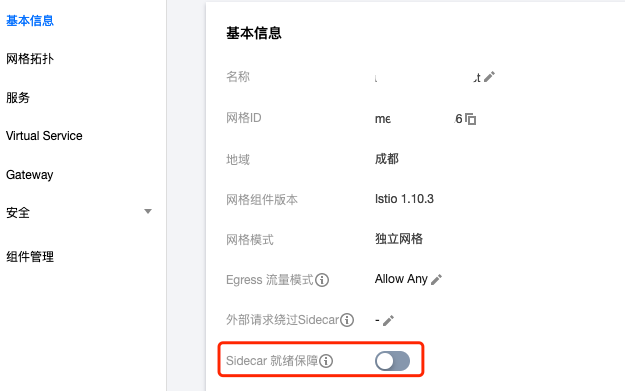 基本信息
网格拓扑
服务
Virtual Service
Gateway
安全
组件管理
基本信息
名称
网格ID me 6
地域 成都
网格组件版本 Istio 1.10.3
网格模式 独立网格
Egress 流量模式 Allow Any
外部请求绕过Sidecar -
Sidecar 就绪保障